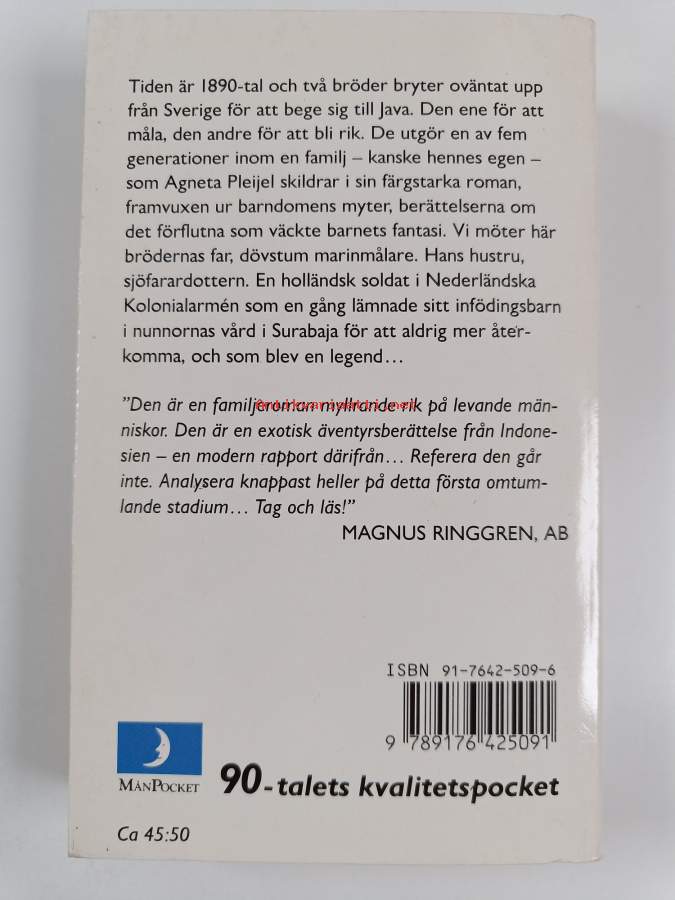 Tiden är 1890-tal och två bröder bryter oväntat upp
från Sverige för att bege sig till Java. Den ene för att
måla, den andre för att bli rik. De utgör en av fem
generationer inom en familj – kanske hennes egen –
som Agneta Pleijel skildrar i sin färgstarka roman,
framvuxen ur barndomens myter, berättelserna om
det förflutna som väckte barnets fantasi. Vi möter här
brödernas far, dövstum marinmålare. Hans hustru,
sjöfarardottern. En holländsk soldat i Nederländska
Kolonialarmén som en gång lämnade sitt infödingsbarn
i nunnornas vård i Surabaja för att aldrig mer åter-
komma, och som blev en legend...
"Den är en familjeroman myllrande rik på levande män-
antikvariaatti.net
niskor. Den är en exotisk äventyrsberättelse från Indone-
sien – en modern rapport därifrån... Referera den går
inte. Analysera knappast heller på detta första omtum-
lande stadium... Tag och läs!"
MAGNUS RINGGREN, AB
ISBN 91-7642-509-6
9 789176 425091
MÅNPOCKET
90-talets kvalitetspocket
Ca 45:50